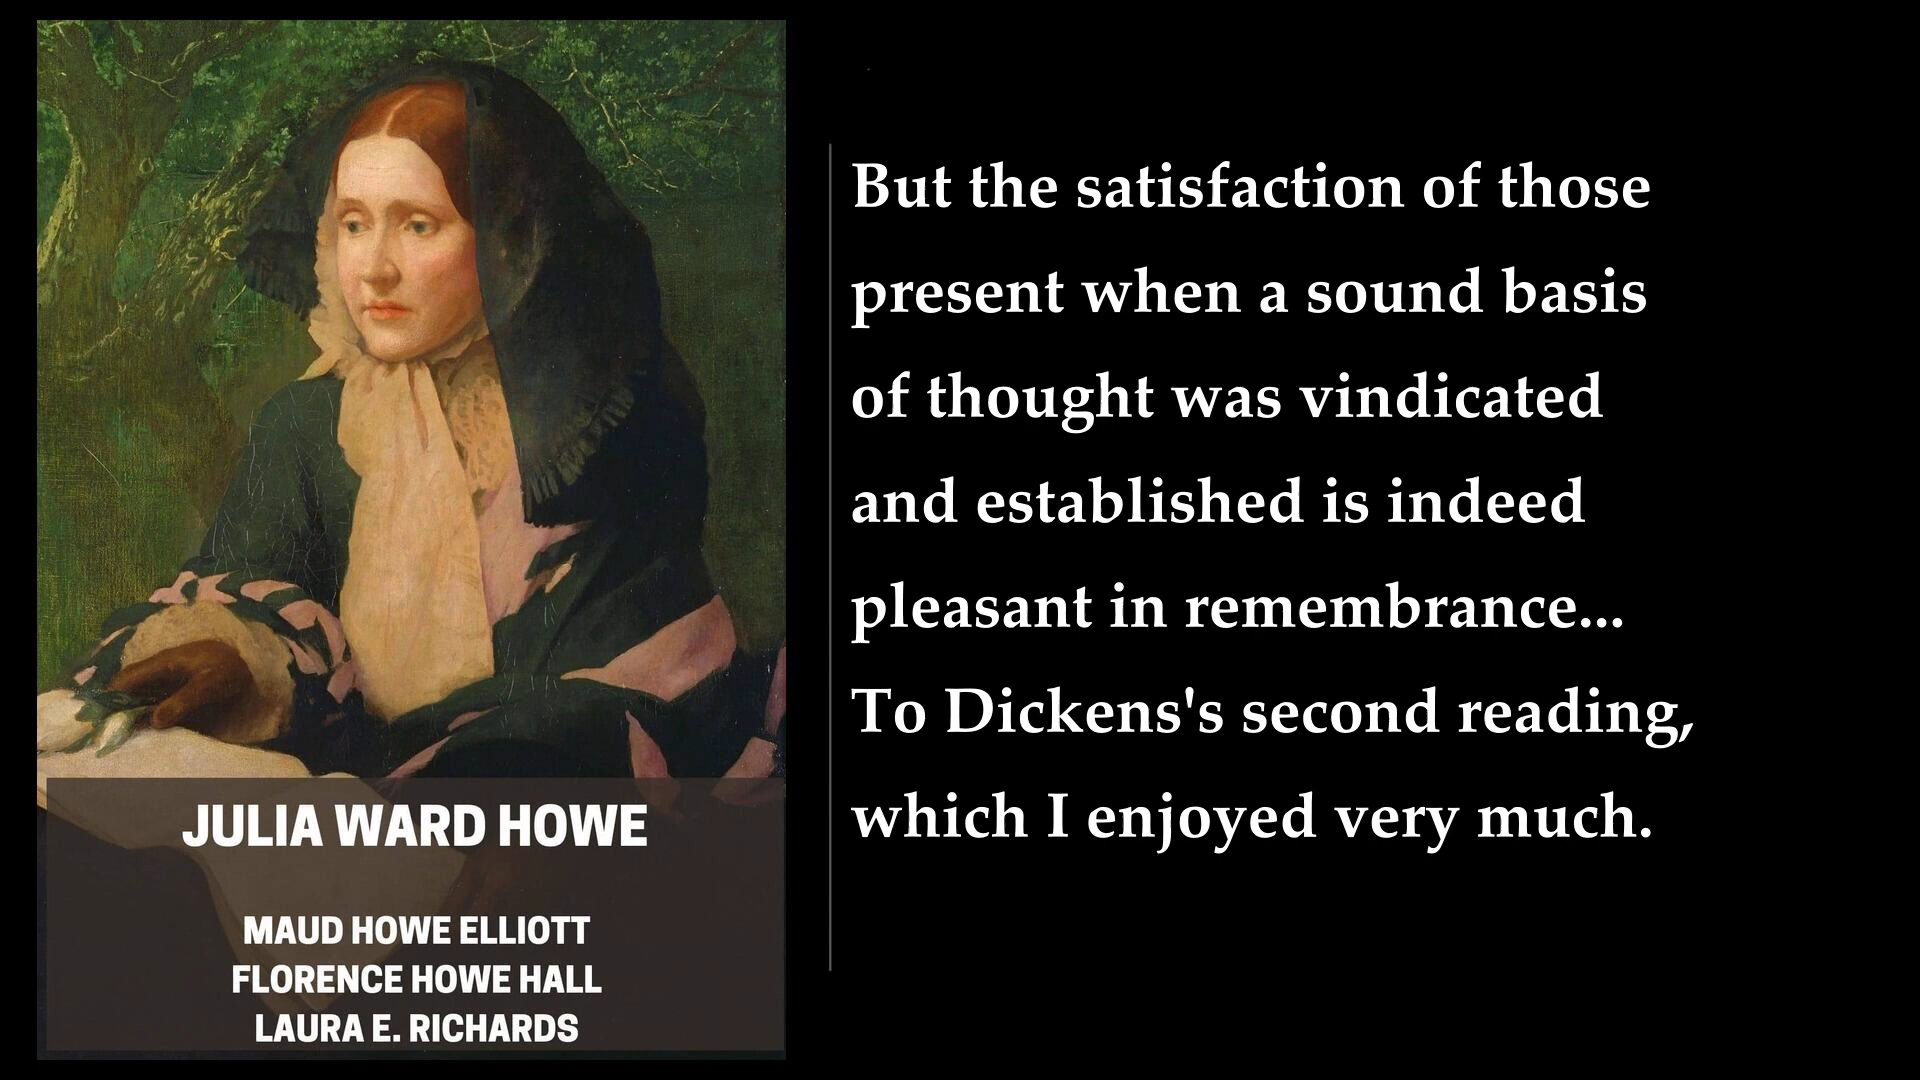 JULIA WARD HOWE
MAUD HOWE ELLIOTT
FLORENCE HOWE HALL
LAURA E. RICHARDS
But the satisfaction of those
present when a sound basis
of thought was vindicated
and established is indeed
pleasant in remembrance...
To Dickens's second reading,
which I enjoyed very much.